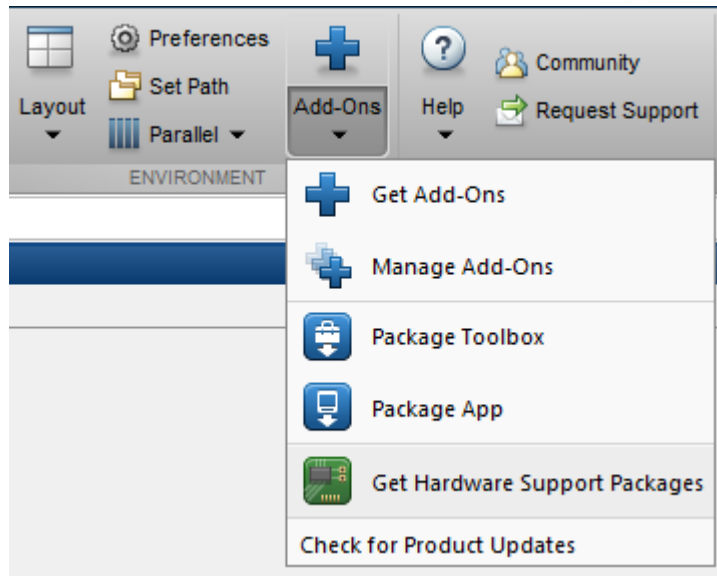 Preferences
Set Path
Layout
Parallel
ENVIRONMENT
Add-Ons
?
Help
Community
Request Support
Get Add-Ons
Manage Add-Ons
Package Toolbox
Package App
Get Hardware Support Packages
Check for Product Updates